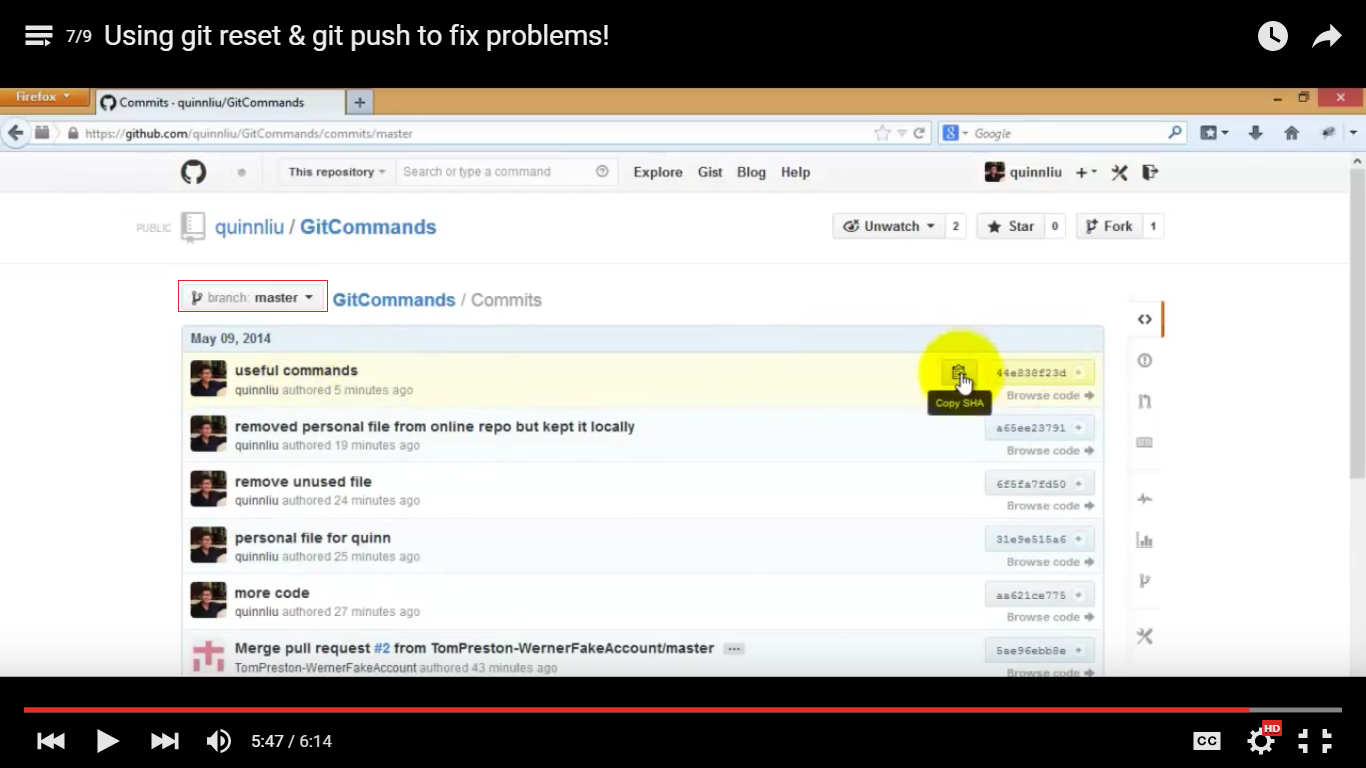 7/9 Using git reset & git push to fix problems!
Firefox
Commits · quinnliu/GitCommands
https://github.com/quinnliu/GitCommands/commits/master
Google
This repository
Search or type a command
Explore Gist Blog Help
quinnliu
PUBLIC
quinnliu / GitCommands
Unwatch 2
Star 0
Fork 1
branch: master
GitCommands / Commits
May 09, 2014
useful commands
quinnliu authored 5 minutes ago
44e838f23d
Copy SHA
Browse code
removed personal file from online repo but kept it locally
quinnliu authored 19 minutes ago
a65ee23791
Browse code
remove unused file
quinnliu authored 24 minutes ago
6f5fa7fd50
Browse code
personal file for quinn
quinnliu authored 25 minutes ago
31e9e515a6
Browse code
more code
quinnliu authored 27 minutes ago
aa621ce775
Browse code
Merge pull request #2 from TomPreston-WernerFakeAccount/master
TomPreston-WernerFakeAccount authored 43 minutes ago
5ae96ebb8e
Browse code
5:47 / 6:14
CC
HD